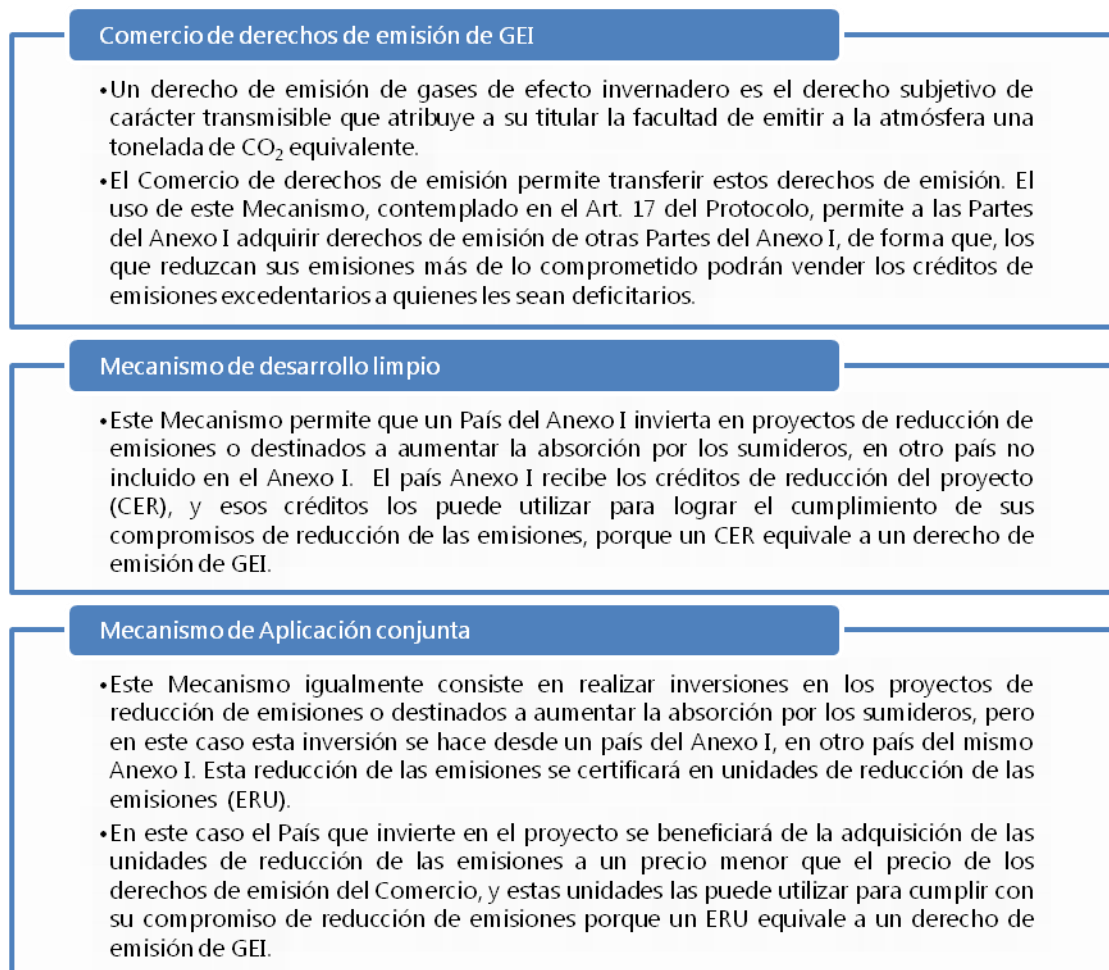 Comercio de derechos de emisión de GEI
•Un derecho de emisión de gases de efecto invernadero es el derecho subjetivo de
carácter transmisible que atribuye a su titular la facultad de emitir a la atmósfera una
tonelada de CO₂ equivalente.
•El Comercio de derechos de emisión permite transferir estos derechos de emisión. El
uso de este Mecanismo, contemplado en el Art. 17 del Protocolo, permite a las Partes
del Anexo I adquirir derechos de emisión de otras Partes del Anexo I, de forma que, los
que reduzcan sus emisiones más de lo comprometido podrán vender los créditos de
emisiones excedentarios a quienes les sean deficitarios.
Mecanismo de desarrollo limpio
•Este Mecanismo permite que un País del Anexo I invierta en proyectos de reducción de
emisiones o destinados a aumentar la absorción por los sumideros, en otro país no
incluido en el Anexo I. El país Anexo I recibe los créditos de reducción del proyecto
(CER), y esos créditos los puede utilizar para lograr el cumplimiento de sus
compromisos de reducción de las emisiones, porque un CER equivale a un derecho de
emisión de GEI.
Mecanismo de Aplicación conjunta
•Este Mecanismo igualmente consiste en realizar inversiones en los proyectos de
reducción de emisiones o destinados a aumentar la absorción por los sumideros, pero
en este caso esta inversión se hace desde un país del Anexo I, en otro país del mismo
Anexo I. Esta reducción de las emisiones se certificará en unidades de reducción de las
emisiones (ERU).
•En este caso el País que invierte en el proyecto se beneficiará de la adquisición de las
unidades de reducción de las emisiones a un precio menor que el precio de los
derechos de emisión del Comercio, y estas unidades las puede utilizar para cumplir con
su compromiso de reducción de emisiones porque un ERU equivale a un derecho de
emisión de GEI.